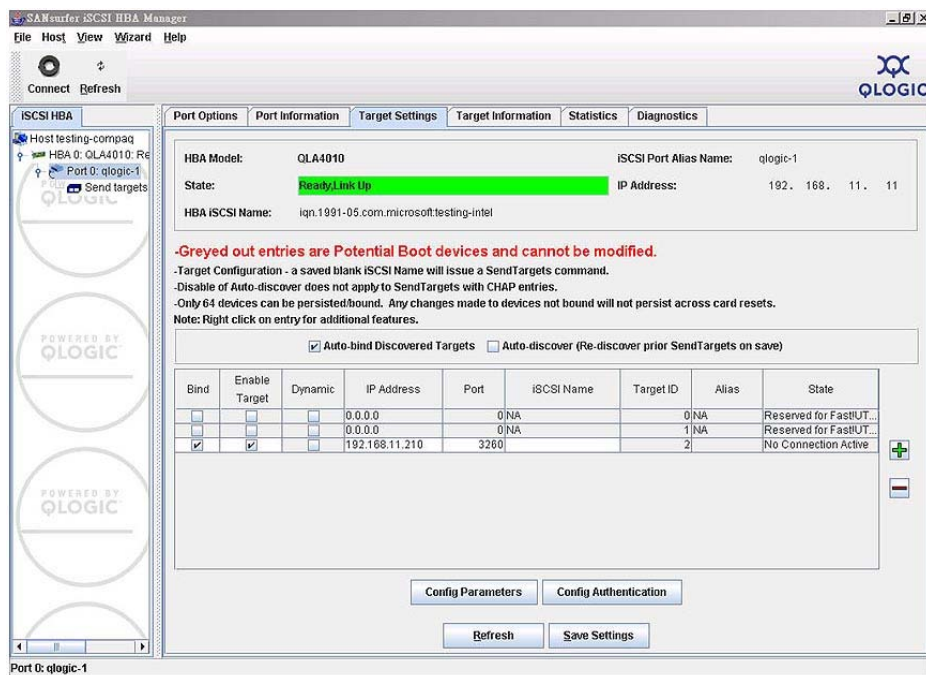 SANsurfer iSCSI HBA Manager
File Host View Wizard Help
Connect Refresh
QLOGIC
iSCSI HBA
Host testing-compaq
HBA 0: QLA4010: Re
Port 0: qlogic-1
Send targets
Port Options Port Information Target Settings Target Information Statistics Diagnostics
HBA Model: QLA4010 iSCSI Port Alias Name: qlogic-1
State: Ready,Link Up IP Address: 192. 168. 11. 11
HBA iSCSI Name: iqn.1991-05.com.microsoft:testing-intel
-Greyed out entries are Potential Boot devices and cannot be modified.
-Target Configuration - a saved blank iSCSI Name will issue a SendTargets command.
-Disable of Auto-discover does not apply to SendTargets with CHAP entries.
-Only 64 devices can be persisted/bound. Any changes made to devices not bound will not persist across card resets.
Note: Right click on entry for additional features.
Auto-bind Discovered Targets Auto-discover (Re-discover prior SendTargets on save)
Bind Enable Target Dynamic IP Address Port iSCSI Name Target ID Alias State
0.0.0.0 0 NA 0 NA Reserved for Fast!UT...
0.0.0.0 0 NA 1 NA Reserved for Fast!UT...
192.168.11.210 3260 2 No Connection Active
Config Parameters Config Authentication
Refresh Save Settings
QLOGIC
POWERED BY
QLOGIC
POWERED BY
QLOGIC
Port 0: qlogic-1